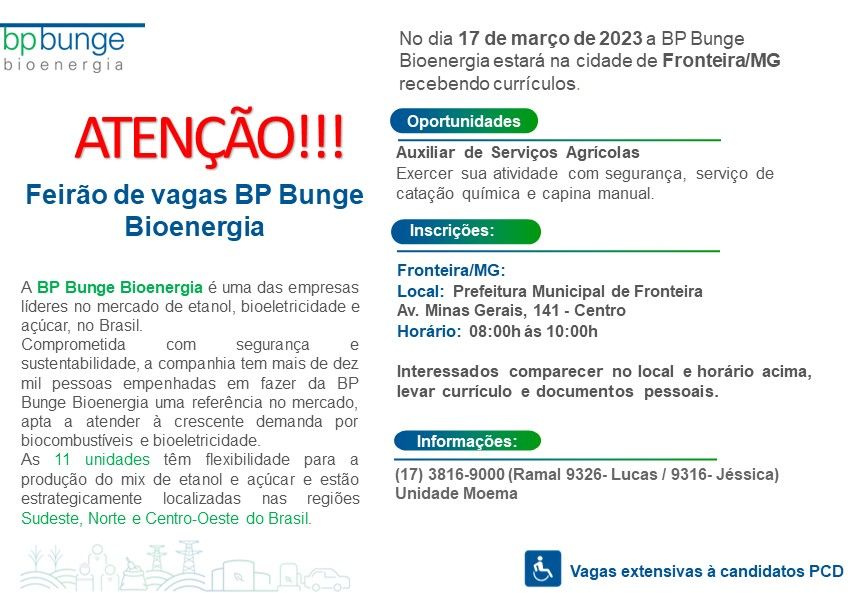 bpbunge
bioenergia
ATENÇÃO!!!
Feirão de vagas BP Bunge
Bioenergia
A BP Bunge Bioenergia é uma das empresas
líderes no mercado de etanol, bioeletricidade e
açúcar, no Brasil.
Comprometida com segurança e
sustentabilidade, a companhia tem mais de dez
mil pessoas empenhadas em fazer da BP
Bunge Bioenergia uma referência no mercado,
apta a atender à crescente demanda por
biocombustíveis e bioeletricidade.
As 11 unidades têm flexibilidade para a
produção do mix de etanol e açúcar e estão
estrategicamente localizadas nas regiões
Sudeste, Norte e Centro-Oeste do Brasil.
No dia 17 de março de 2023 a BP Bunge
Bioenergia estará na cidade de Fronteira/MG
recebendo currículos.
Oportunidades
Auxiliar de Serviços Agrícolas
Exercer sua atividade com segurança, serviço de
catação química e capina manual.
Inscrições:
Fronteira/MG:
Local: Prefeitura Municipal de Fronteira
Av. Minas Gerais, 141 - Centro
Horário: 08:00h ás 10:00h
Interessados comparecer no local e horário acima,
levar currículo e documentos pessoais.
Informações:
(17) 3816-9000 (Ramal 9326- Lucas / 9316- Jéssica)
Unidade Moema
Vagas extensivas à candidatos PCD